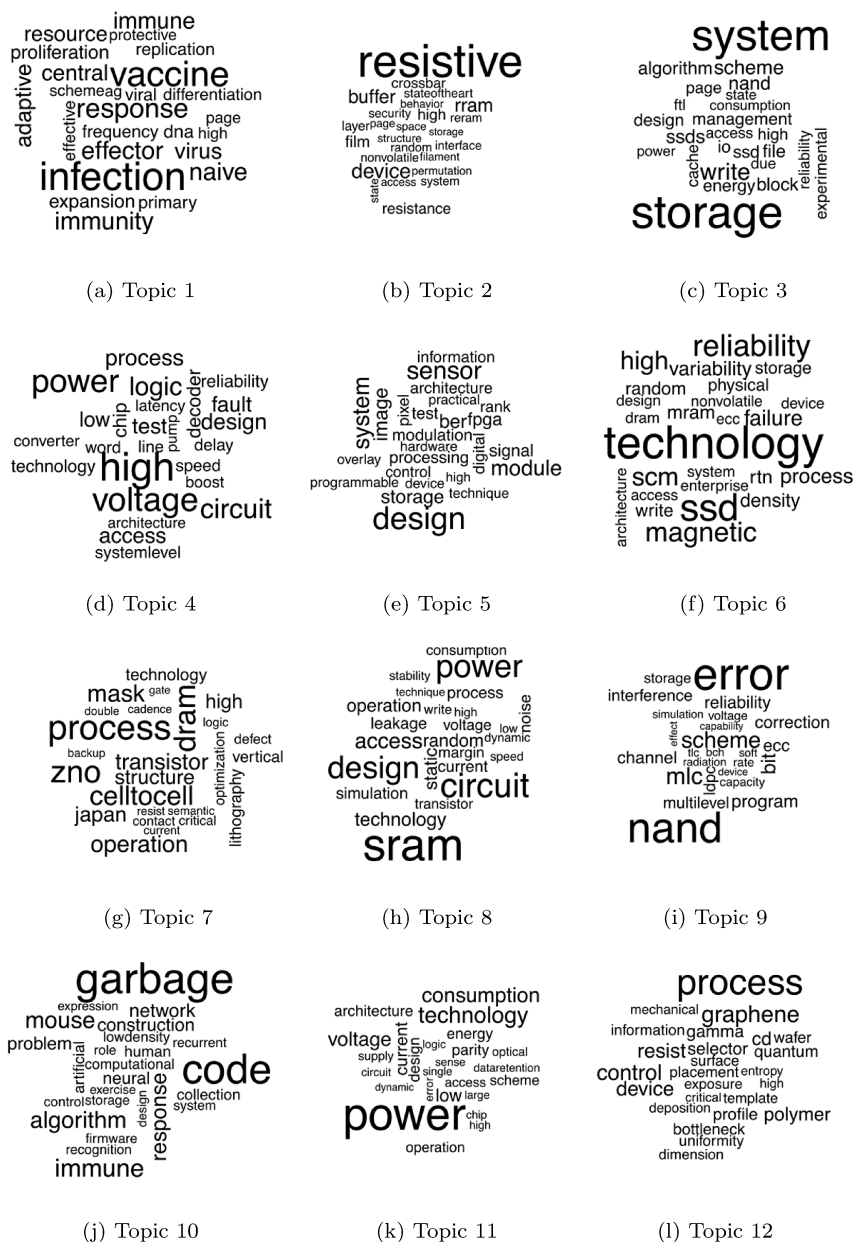 immune
resource protective
proliferation replication
central vaccine
adaptive
schemeag viral differentiation
response page
effective
frequency dna high
effector virus
infection naive
expansion primary
immunity
(a) Topic 1
resistive
crossbar
buffer stateoftheart
behavior rram
security high reram
layer page space storage
film structure
random interface
nonvolatile filament
device permutation
state access system
resistance
(b) Topic 2
system
algorithm scheme
page nand
state
ftl consumption
design management
ssds access high
power io ssd file
cache due
write
reliability
experimental
energy block
storage
(c) Topic 3
process
power logic reliability
decoder
chip latency fault
low test design
pump
converter word line delay
technology high speed
boost
voltage circuit
architecture
access
systemlevel
(d) Topic 4
information
sensor
system image architecture
pixel practical rank
test ber fpga
modulation
hardware digital signal
overlay processing module
control
programmable device high
storage technique
design
(e) Topic 5
reliability
high variability storage
random physical
design nonvolatile device
dram mram ecc failure
technology
scm system rtn process
enterprise
architecture access density
write ssd
magnetic
(f) Topic 6
technology
mask gate dram high
double cadence
process logic
defect
backup transistor vertical
zno structure optimization
celltocell lithography
japan resist semantic
contact critical
current
operation
(g) Topic 7
consumption
stability power
technique process
operation write high noise
leakage voltage low
access random dynamic
static margin speed
design current
circuit
simulation
transistor
technology
sram
(h) Topic 8
storage error
interference reliability
simulation voltage
effect capability correction
scheme ecc
channel tlc bch soft bit
radiation rate
mlc ldpc device
capacity
multilevel program
nand
(i) Topic 9
garbage
expression network
mouse construction
lowdensity
problem role human recurrent
artificial computational
neural code
exercise collection
control storage design response system
algorithm
firmware
recognition
immune
(j) Topic 10
consumption
architecture technology
voltage current energy
design logic parity optical
supply sense
circuit single dataretention
dynamic error access scheme
low large
power chip
high
operation
(k) Topic 11
process
mechanical graphene
information gamma cd wafer
resist selector quantum
surface
control placement entropy
device exposure high
critical template
deposition profile polymer
bottleneck
uniformity
dimension
(l) Topic 12